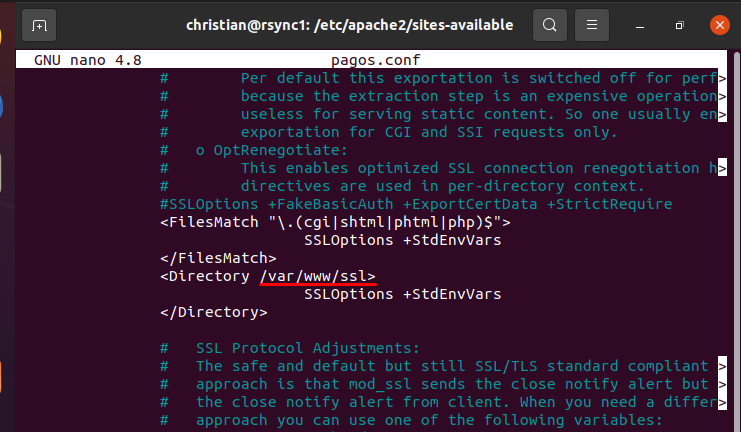 christian@rsync1: /etc/apache2/sites-available
GNU nano 4.8 pagos.conf
# Per default this exportation is switched off for perf>
# because the extraction step is an expensive operation>
# useless for serving static content. So one usually en>
# exportation for CGI and SSI requests only.
# o OptRenegotiate:
# This enables optimized SSL connection renegotiation h>
# directives are used in per-directory context.
#SSLOptions +FakeBasicAuth +ExportCertData +StrictRequire
<FilesMatch "\.(cgi|shtml|phtml|php)$">
SSLOptions +StdEnvVars
</FilesMatch>
<Directory /var/www/ssl>
SSLOptions +StdEnvVars
</Directory>
# SSL Protocol Adjustments:
# The safe and default but still SSL/TLS standard compliant >
# approach is that mod_ssl sends the close notify alert but >
# the close notify alert from client. When you need a differ>
# approach you can use one of the following variables: